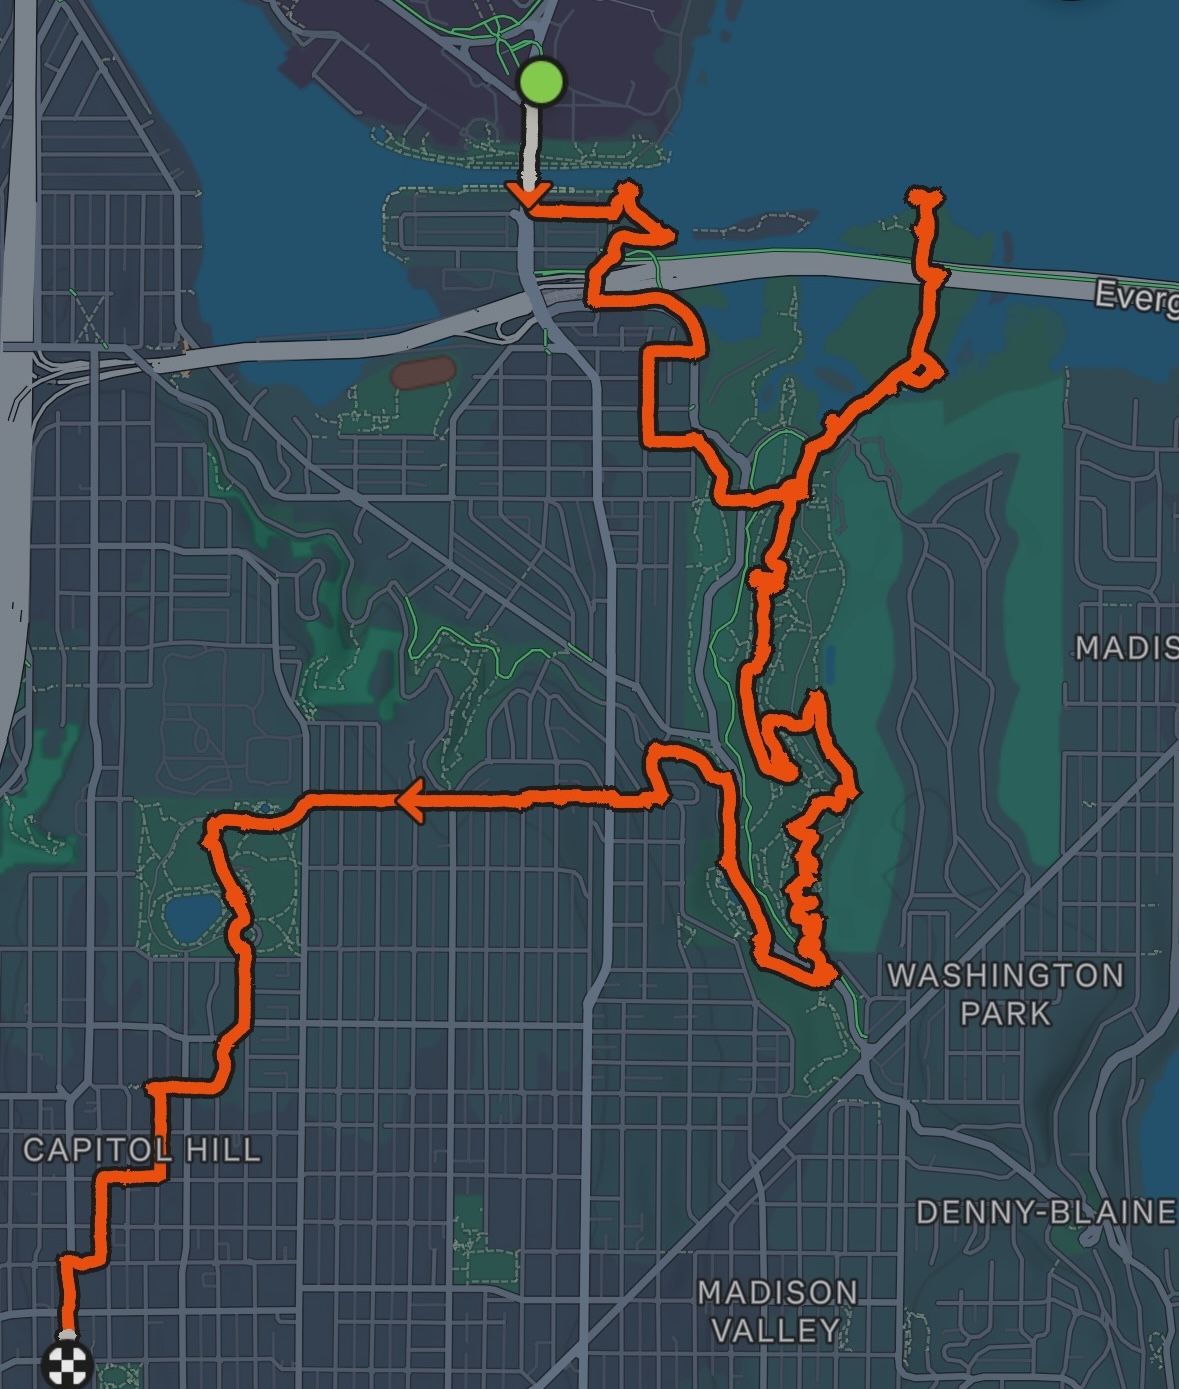 Everg
MADIS
WASHINGTON
PARK
CAPITOL HILL
DENNY-BLAINE
MADISON
VALLEY